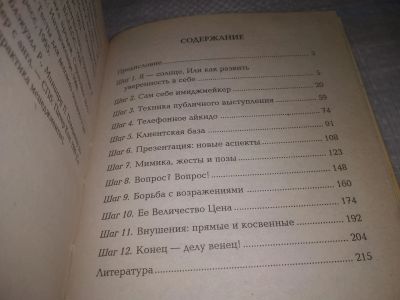 СОДЕРЖАНИЕ
Предисловие 3
Шаг 1. Я — солнце, Или как развить
уверенность в себе 5
Шаг 2. Сам себе имиджмейкер 20
Шаг 3. Техника публичного выступления 59
Шаг 4. Телефонное айкидо 74
Шаг 5. Клиентская база 91
Шаг 6. Презентация: новые аспекты 108
Шаг 7. Мимика, жесты и позы 123
Шаг 8. Вопрос? Вопрос! 148
Шаг 9. Борьба с возражениями 160
Шаг 10. Ее Величество Цена 174
Шаг 11. Внушения: прямые и косвенные 192
Шаг 12. Конец — делу венец! 204
Литература 215